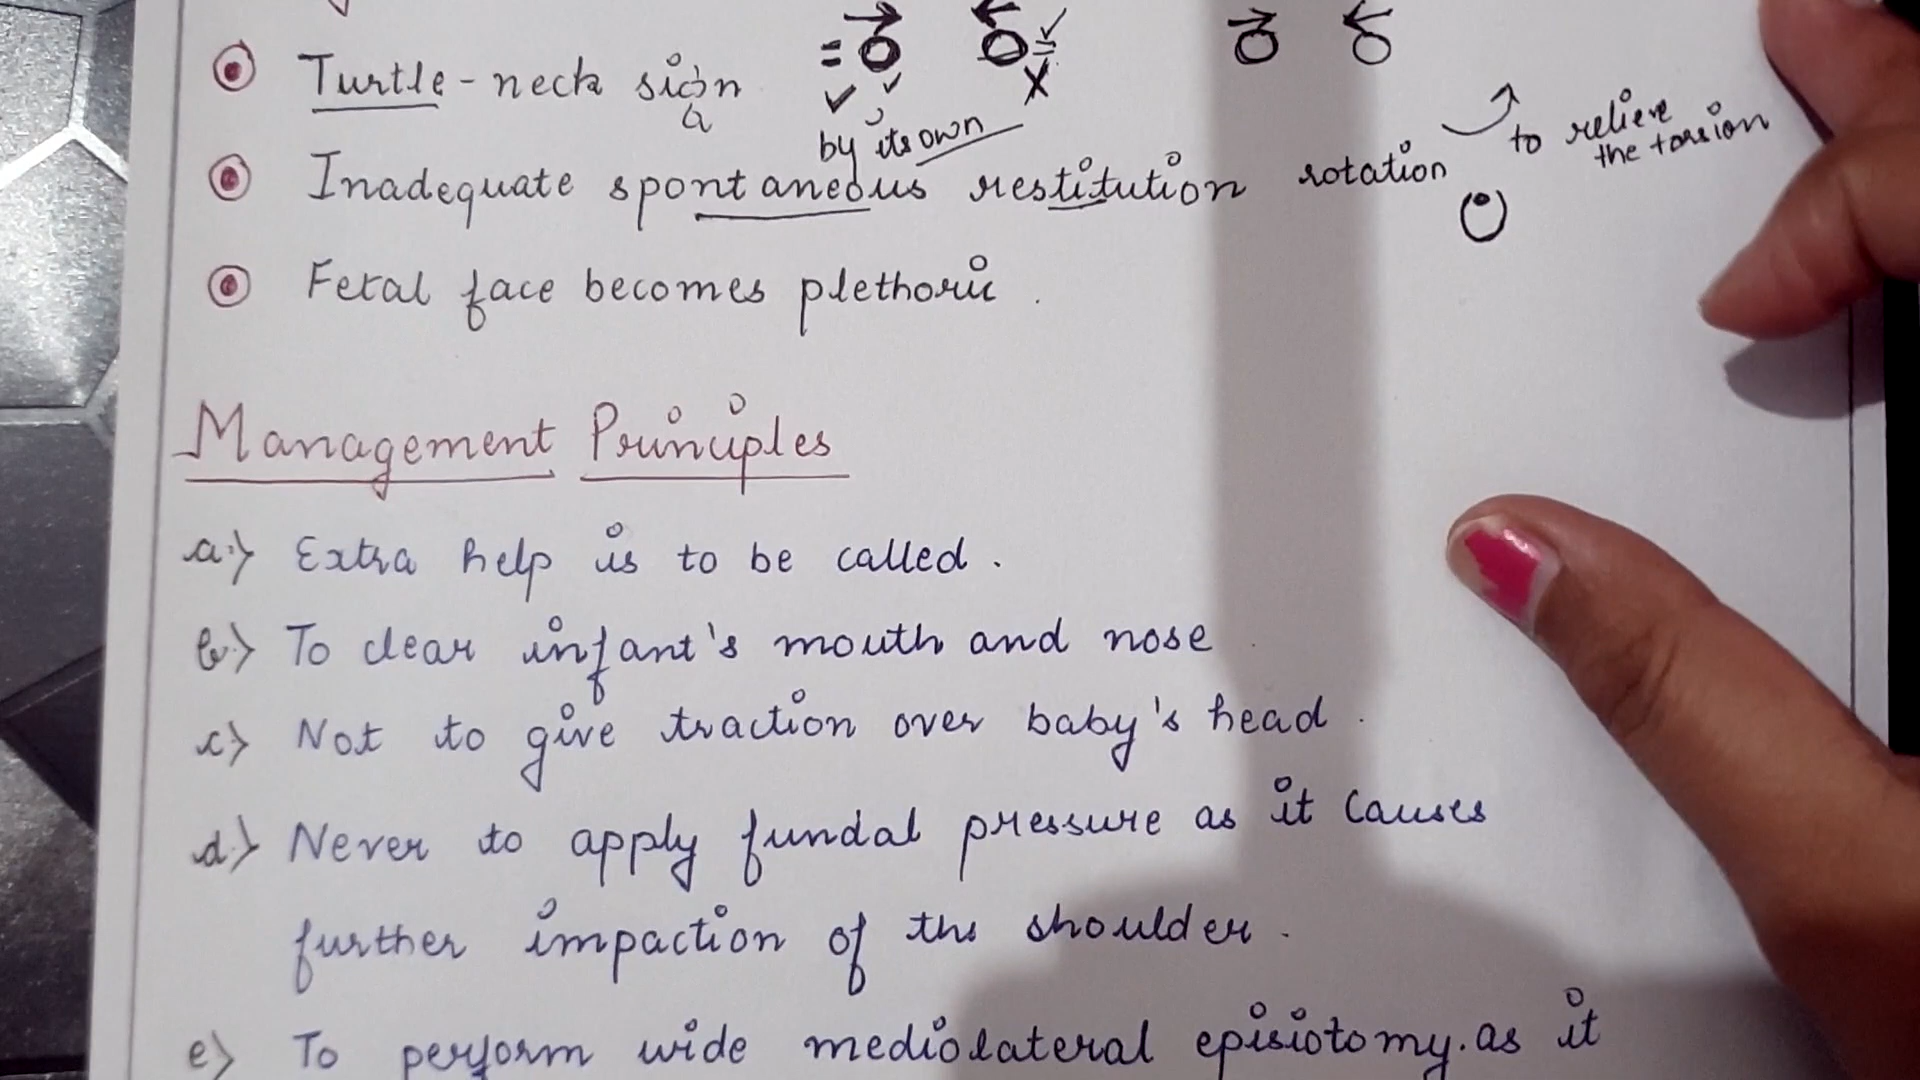 Turtle-neck sign
by its own
to relieve
the torsion
Inadequate spontaneous restitution rotation
Fetal face becomes plethoric.
Management Principles
a) Extra help is to be called.
b) To clear infant's mouth and nose.
c) Not to give traction over baby's head.
d) Never to apply fundal pressure as it causes
further impaction of the shoulder.
e) To perform wide mediolateral episiotomy. as it